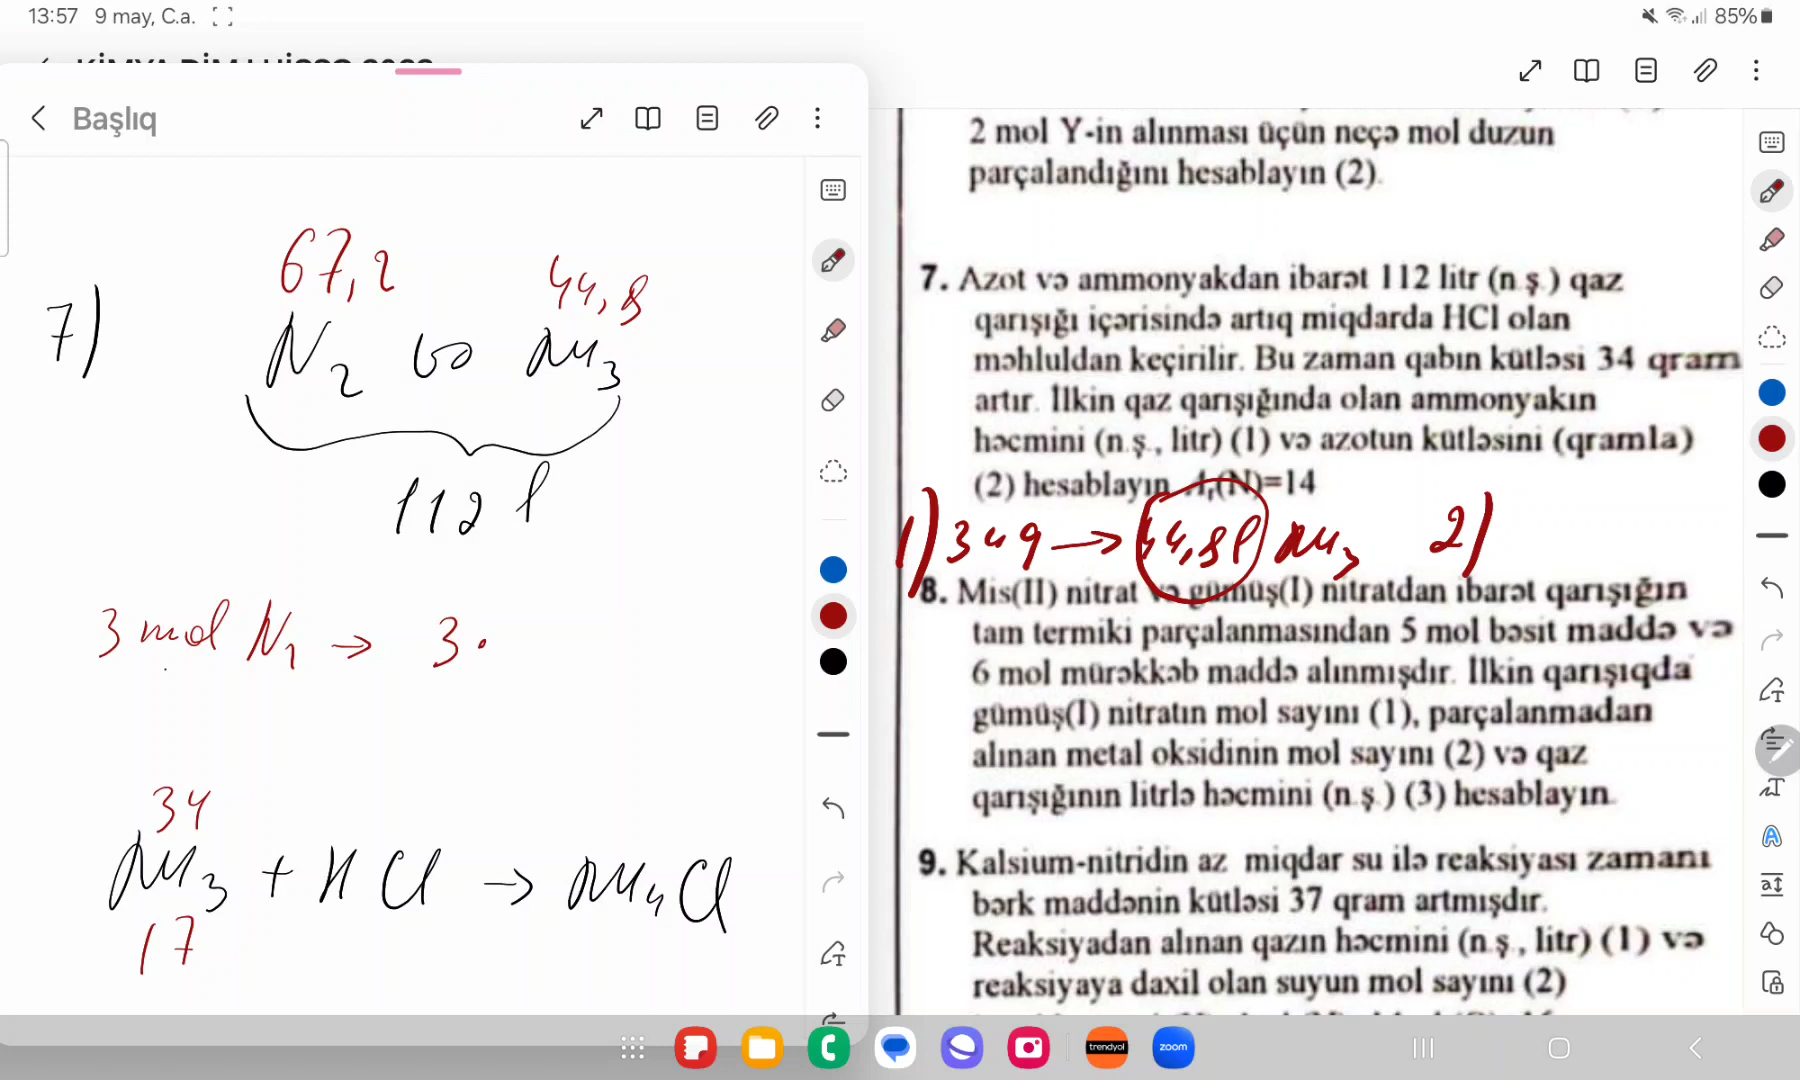 13:57 9 may, C.a. 85%
Başlıq
67,2 44,8
7) N2 və NH3
112 l
3 mol N2 → 3·
34
NH3 + HCl → NH4Cl
17
2 mol Y-in alınması üçün neçə mol duzun
parçalandığını hesablayın (2).
7. Azot və ammonyakdan ibarət 112 litr (n.ş.) qaz
qarışığı içərisində artıq miqdarda HCl olan
məhluldan keçirilir. Bu zaman qabın kütləsi 34 qram
artır. İlkin qaz qarışığında olan ammonyakın
həcmini (n.ş., litr) (1) və azotun kütləsini (qramla)
(2) hesablayın. Ar(N)=14
1) 34q → 44,8l NH3 2)
8. Mis(II) nitrat və gümüş(I) nitratdan ibarət qarışığın
tam termiki parçalanmasından 5 mol bəsit maddə və
6 mol mürəkkəb maddə alınmışdır. İlkin qarışıqda
gümüş(I) nitratın mol sayını (1), parçalanmadan
alınan metal oksidinin mol sayını (2) və qaz
qarışığının litrlə həcmini (n.ş.) (3) hesablayın.
9. Kalsium-nitridin az miqdar su ilə reaksiyası zamanı
bərk maddənin kütləsi 37 qram artmışdır.
Reaksiyadan alınan qazın həcmini (n.ş., litr) (1) və
reaksiyaya daxil olan suyun mol sayını (2)
trendyol
zoom